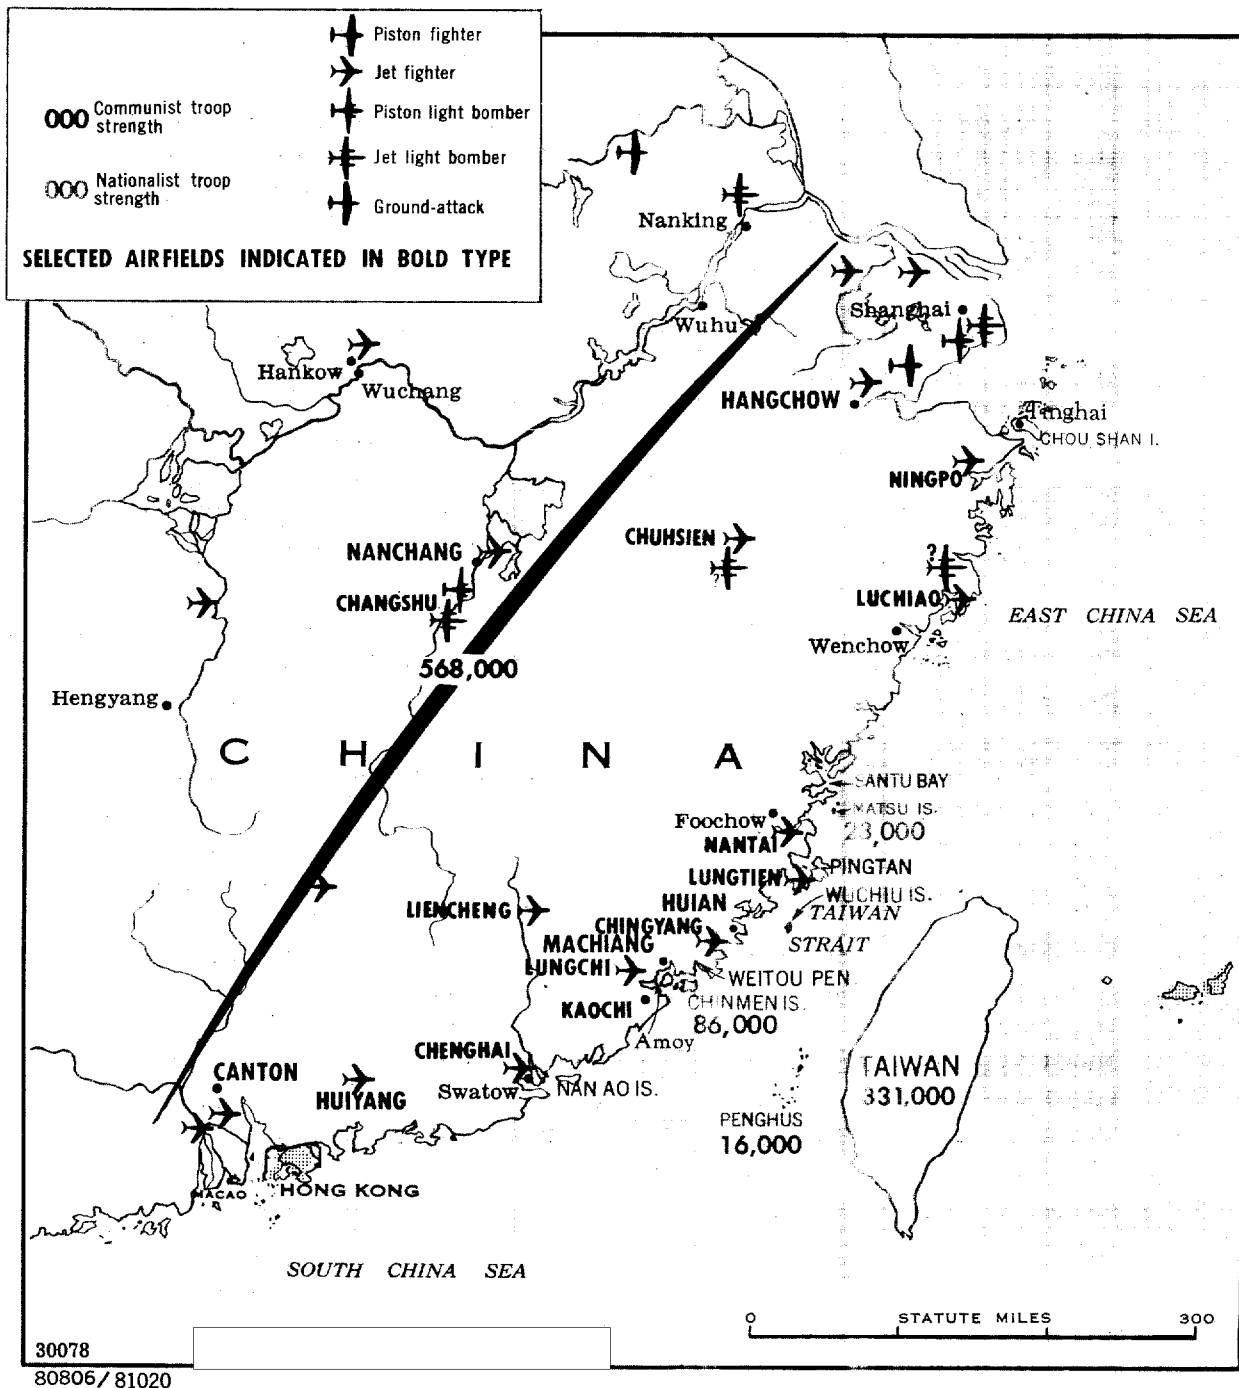 Piston fighter
Jet fighter
000 Communist troop
strength
Piston light bomber
Jet light bomber
000 Nationalist troop
strength
Ground-attack
SELECTED AIRFIELDS INDICATED IN BOLD TYPE
Nanking
Wuhu
Shanghai
Hankow
Wuchang
HANGCHOW
Tinghai
CHOU SHAN I.
NINGPO
NANCHANG
CHUHSIEN
?
?
CHANGSHU
LUCHIAO
EAST CHINA SEA
Wenchow
568,000
Hengyang
CHINA
SANTU BAY
MATSU IS.
23,000
Foochow
NANTAI
LUNGTIEN
PINGTAN
WUCHIU IS.
HUIAN
LIENCHENG
TAIWAN
STRAIT
CHINGYANG
MACHIANG
LUNGCHI
WEITOU PEN
KAOCHI
CHINMEN IS.
86,000
Amoy
CHENGHAI
Swatow
NAN AO IS.
CANTON
HUIYANG
TAIWAN
331,000
PENGHUS
16,000
MACAO
HONG KONG
SOUTH CHINA SEA
0 STATUTE MILES 300
30078
80806/81020